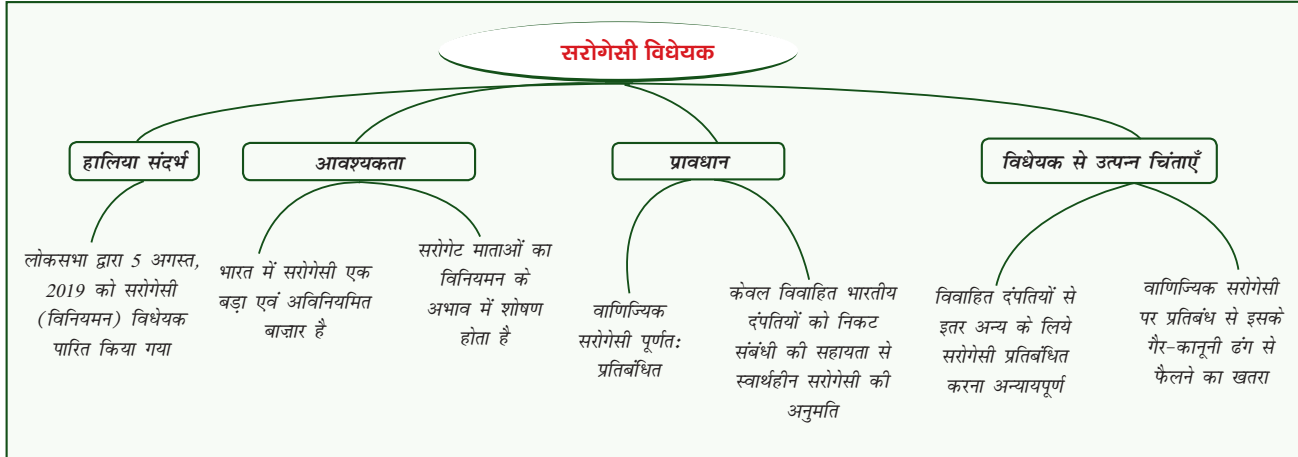 सरोगेसी विधेयक
हालिया संदर्भ
लोकसभा द्वारा 5 अगस्त,
2019 को सरोगेसी
(विनियमन) विधेयक
पारित किया गया
आवश्यकता
भारत में सरोगेसी एक
बड़ा एवं अविनियमित
बाज़ार है
सरोगेट माताओं का
विनियमन के
अभाव में शोषण
होता है
प्रावधान
वाणिज्यिक
सरोगेसी पूर्णत:
प्रतिबंधित
केवल विवाहित भारतीय
दंपतियों को निकट
संबंधी की सहायता से
स्वार्थहीन सरोगेसी की
अनुमति
विधेयक से उत्पन्न चिंताएँ
विवाहित दंपतियों से
इतर अन्य के लिये
सरोगेसी प्रतिबंधित
करना अन्यायपूर्ण
वाणिज्यिक सरोगेसी
पर प्रतिबंध से इसके
गैर-कानूनी ढंग से
फैलने का खतरा